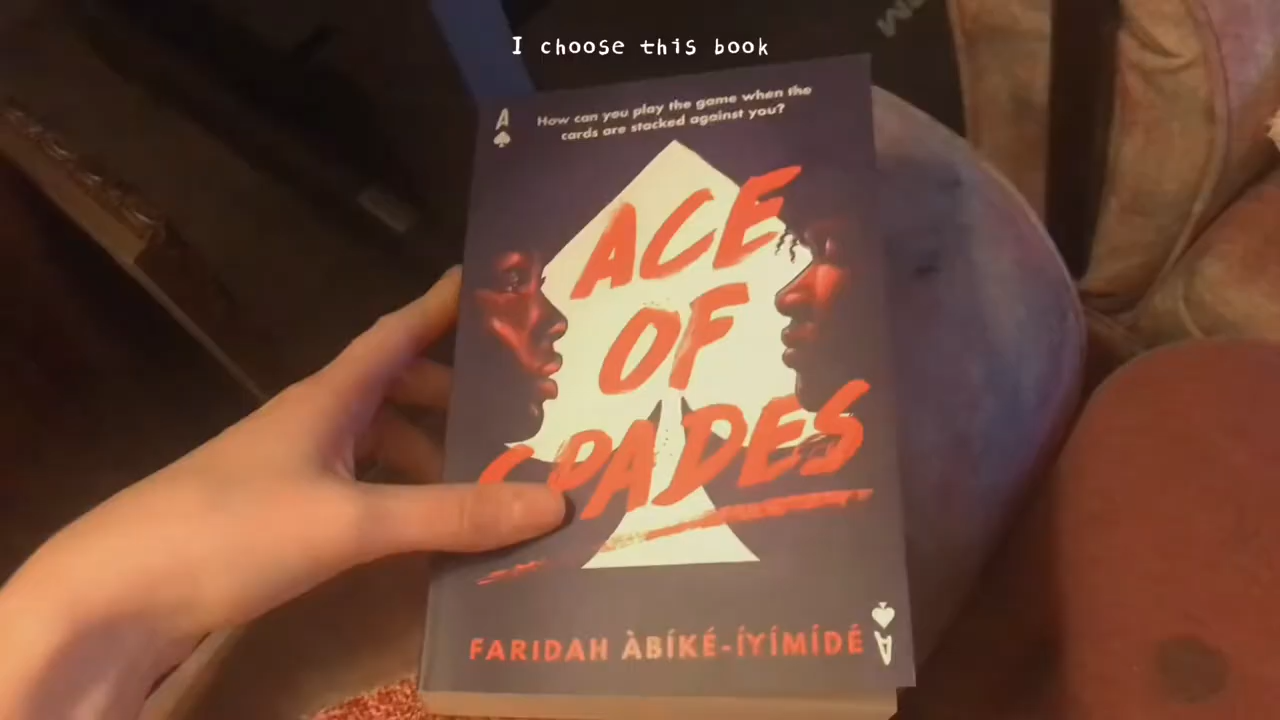 I choose this book
A
How can you play the game when the
cards are stacked against you?
ACE
OF
SPADES
FARIDAH ÀBÍKÉ-ÍYÍMÍDÉ
A